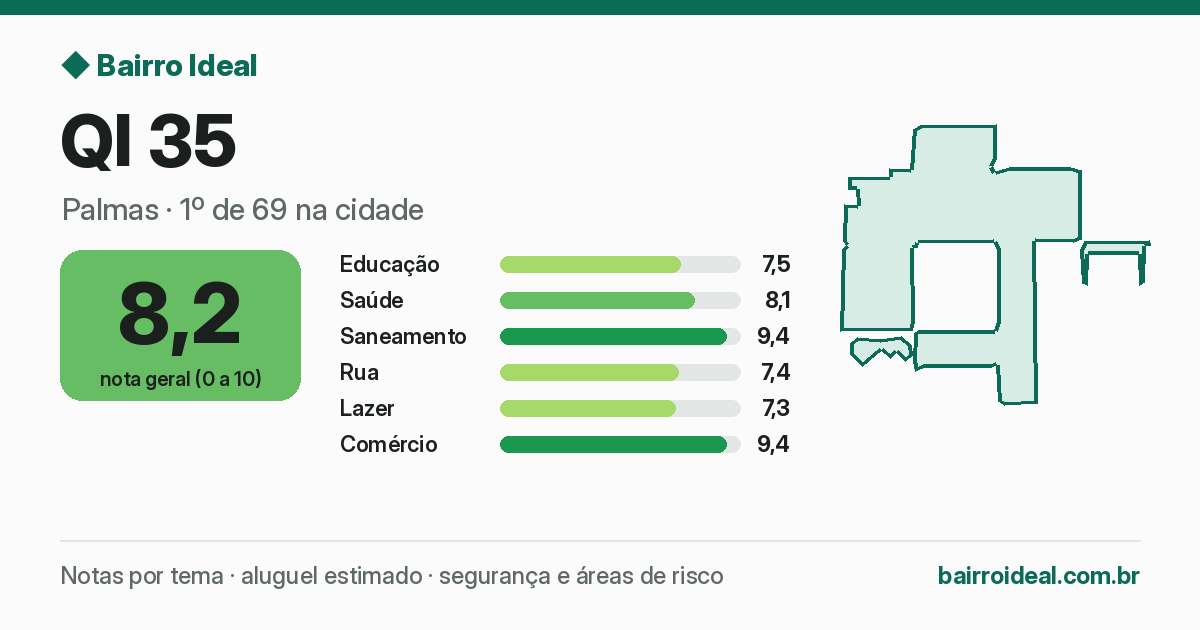 Bairro Ideal
QI 35
Palmas · 1º de 69 na cidade
8,2
nota geral (0 a 10)
Educação 7,5
Saúde 8,1
Saneamento 9,4
Rua 7,4
Lazer 7,3
Comércio 9,4
Notas por tema · aluguel estimado · segurança e áreas de risco
bairroideal.com.br